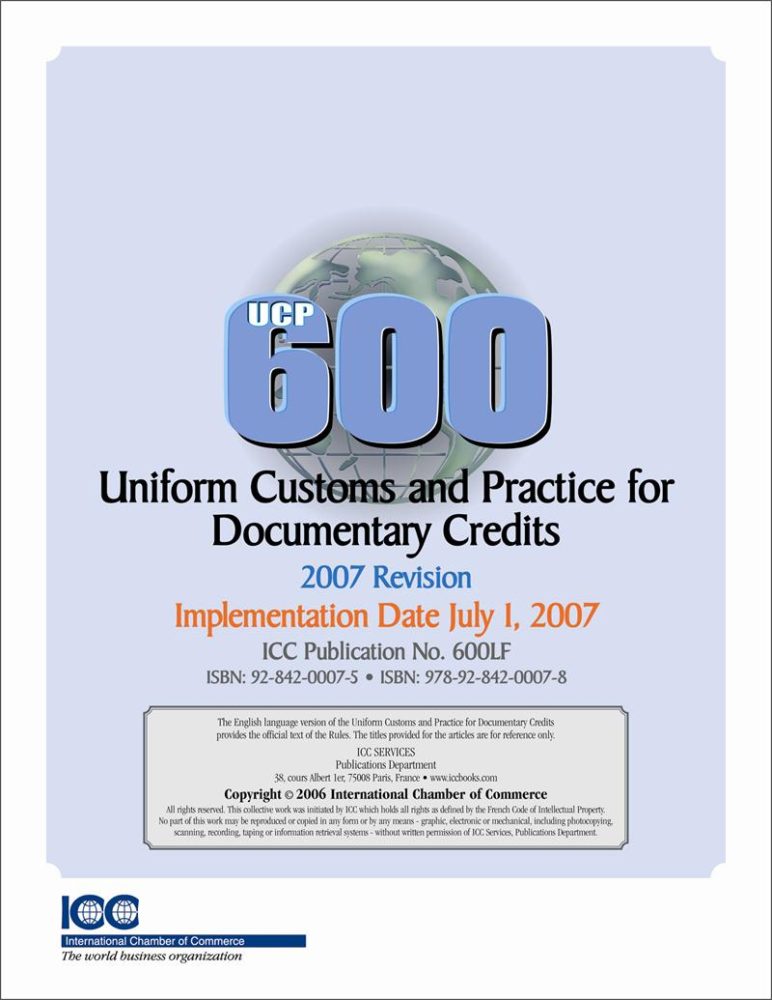 UCP
600
Uniform Customs and Practice for
Documentary Credits
2007 Revision
Implementation Date July 1, 2007
ICC Publication No. 600LF
ISBN: 92-842-0007-5 • ISBN: 978-92-842-0007-8
The English language version of the Uniform Customs and Practice for Documentary Credits
provides the official text of the Rules. The titles provided for the articles are for reference only.
ICC SERVICES
Publications Department
38, cours Albert 1er, 75008 Paris, France • www.iccbooks.com
Copyright © 2006 International Chamber of Commerce
All rights reserved. This collective work was initiated by ICC which holds all rights as defined by the French Code of Intellectual Property.
No part of this work may be reproduced or copied in any form or by any means - graphic, electronic or mechanical, including photocopying,
scanning, recording, taping or information retrieval systems - without written permission of ICC Services, Publications Department.
ICC
International Chamber of Commerce
The world business organization